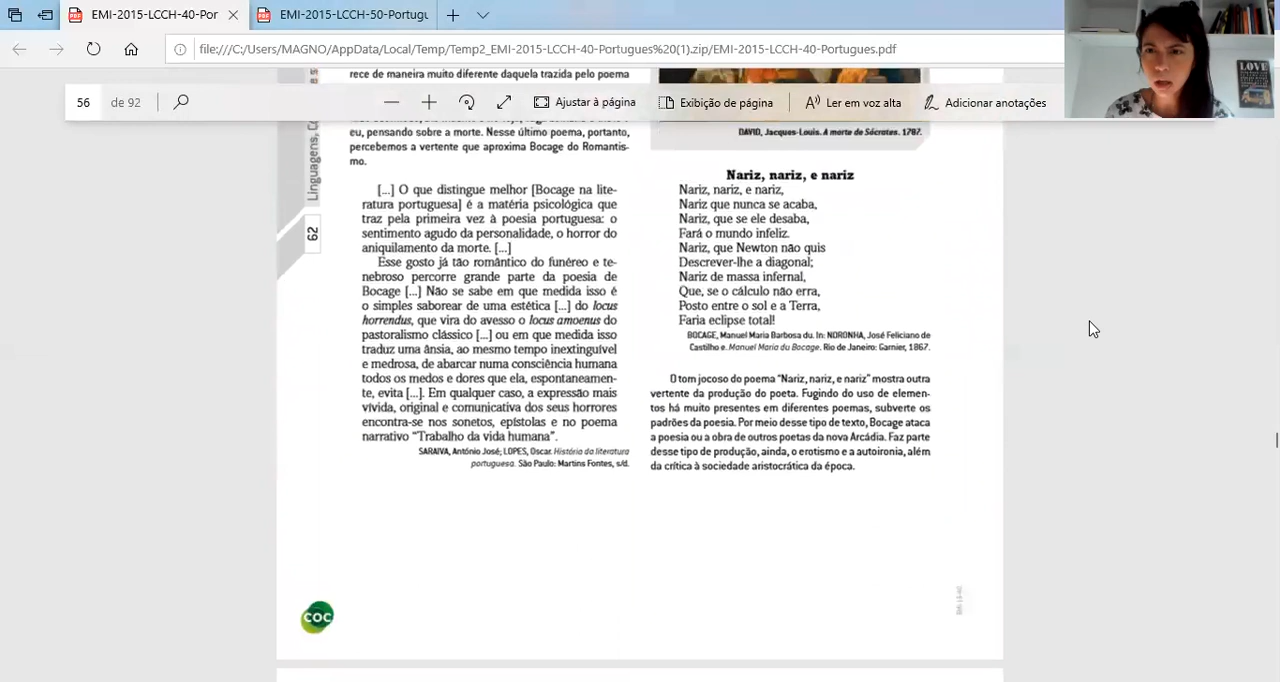 EMI-2015-LCCH-40-Por
EMI-2015-LCCH-50-Portugu
file:///C:/Users/MAGNO/AppData/Local/Temp/Temp2_EMI-2015-LCCH-40-Portugues%20(1).zip/EMI-2015-LCCH-40-Portugues.pdf
56 de 92
Ajustar à página
Exibição de página
Ler em voz alta
Adicionar anotações
LOVE
Linguagens,
62
rece de maneira muito diferente daquela trazida pelo poema
eu, pensando sobre a morte. Nesse último poema, portanto,
percebemos a vertente que aproxima Bocage do Romantis-
mo.
[...] O que distingue melhor [Bocage na lite-
ratura portuguesa] é a matéria psicológica que
traz pela primeira vez à poesia portuguesa: o
sentimento agudo da personalidade, o horror do
aniquilamento da morte. [...]
Esse gosto já tão romântico do funéreo e te-
nebroso percorre grande parte da poesia de
Bocage [...] Não se sabe em que medida isso é
o simples saborear de uma estética [...] do locus
horrendus, que vira do avesso o locus amoenus do
pastoralismo clássico [...] ou em que medida isso
traduz uma ânsia, ao mesmo tempo inextinguível
e medrosa, de abarcar numa consciência humana
todos os medos e dores que ela, espontaneamen-
te, evita [...]. Em qualquer caso, a expressão mais
vívida, original e comunicativa dos seus horrores
encontra-se nos sonetos, epístolas e no poema
narrativo "Trabalho da vida humana".
SARAIVA, António José; LOPES, Oscar. História da literatura
portuguesa. São Paulo: Martins Fontes, s/d.
DAVID, Jacques-Louis. A morte de Sócrates. 1787.
Nariz, nariz, e nariz
Nariz, nariz, e nariz,
Nariz que nunca se acaba,
Nariz, que se ele desaba,
Fará o mundo infeliz.
Nariz, que Newton não quis
Descrever-lhe a diagonal;
Nariz de massa infernal,
Que, se o cálculo não erra,
Posto entre o sol e a Terra,
Faria eclipse total!
BOCAGE, Manuel Maria Barbosa du. In: NORONHA, José Feliciano de
Castilho e. Manuel Maria du Bocage. Rio de Janeiro: Garnier, 1867.
O tom jocoso do poema "Nariz, nariz, e nariz" mostra outra
vertente da produção do poeta. Fugindo do uso de elemen-
tos há muito presentes em diferentes poemas, subverte os
padrões da poesia. Por meio desse tipo de texto, Bocage ataca
a poesia ou a obra de outros poetas da nova Arcádia. Faz parte
desse tipo de produção, ainda, o erotismo e a autoironia, além
da crítica à sociedade aristocrática da época.
COC